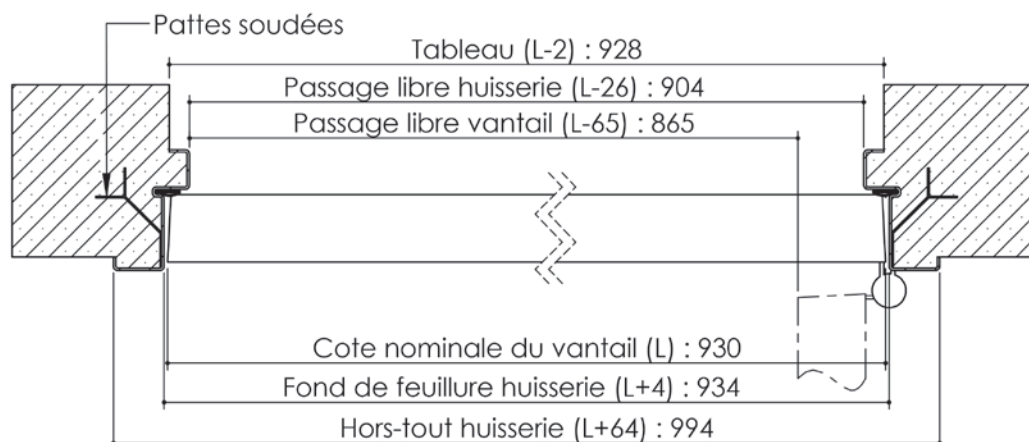 Pattes soudées
Tableau (L-2) : 928
Passage libre huisserie (L-26) : 904
Passage libre vantail (L-65) : 865
Cote nominale du vantail (L) : 930
Fond de feuillure huisserie (L+4) : 934
Hors-tout huisserie (L+64) : 994